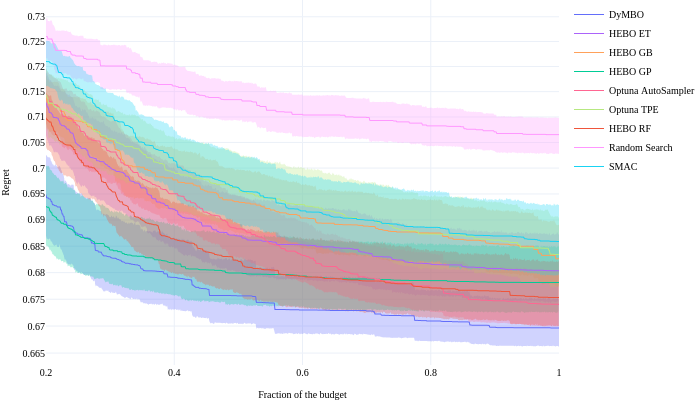 0.73
0.725
0.72
0.715
0.71
0.705
0.7
0.695
0.69
0.685
0.68
0.675
0.67
0.665
Regret
0.2 0.4 0.6 0.8 1
Fraction of the budget
DyMBO
HEBO ET
HEBO GB
HEBO GP
Optuna AutoSampler
Optuna TPE
HEBO RF
Random Search
SMAC